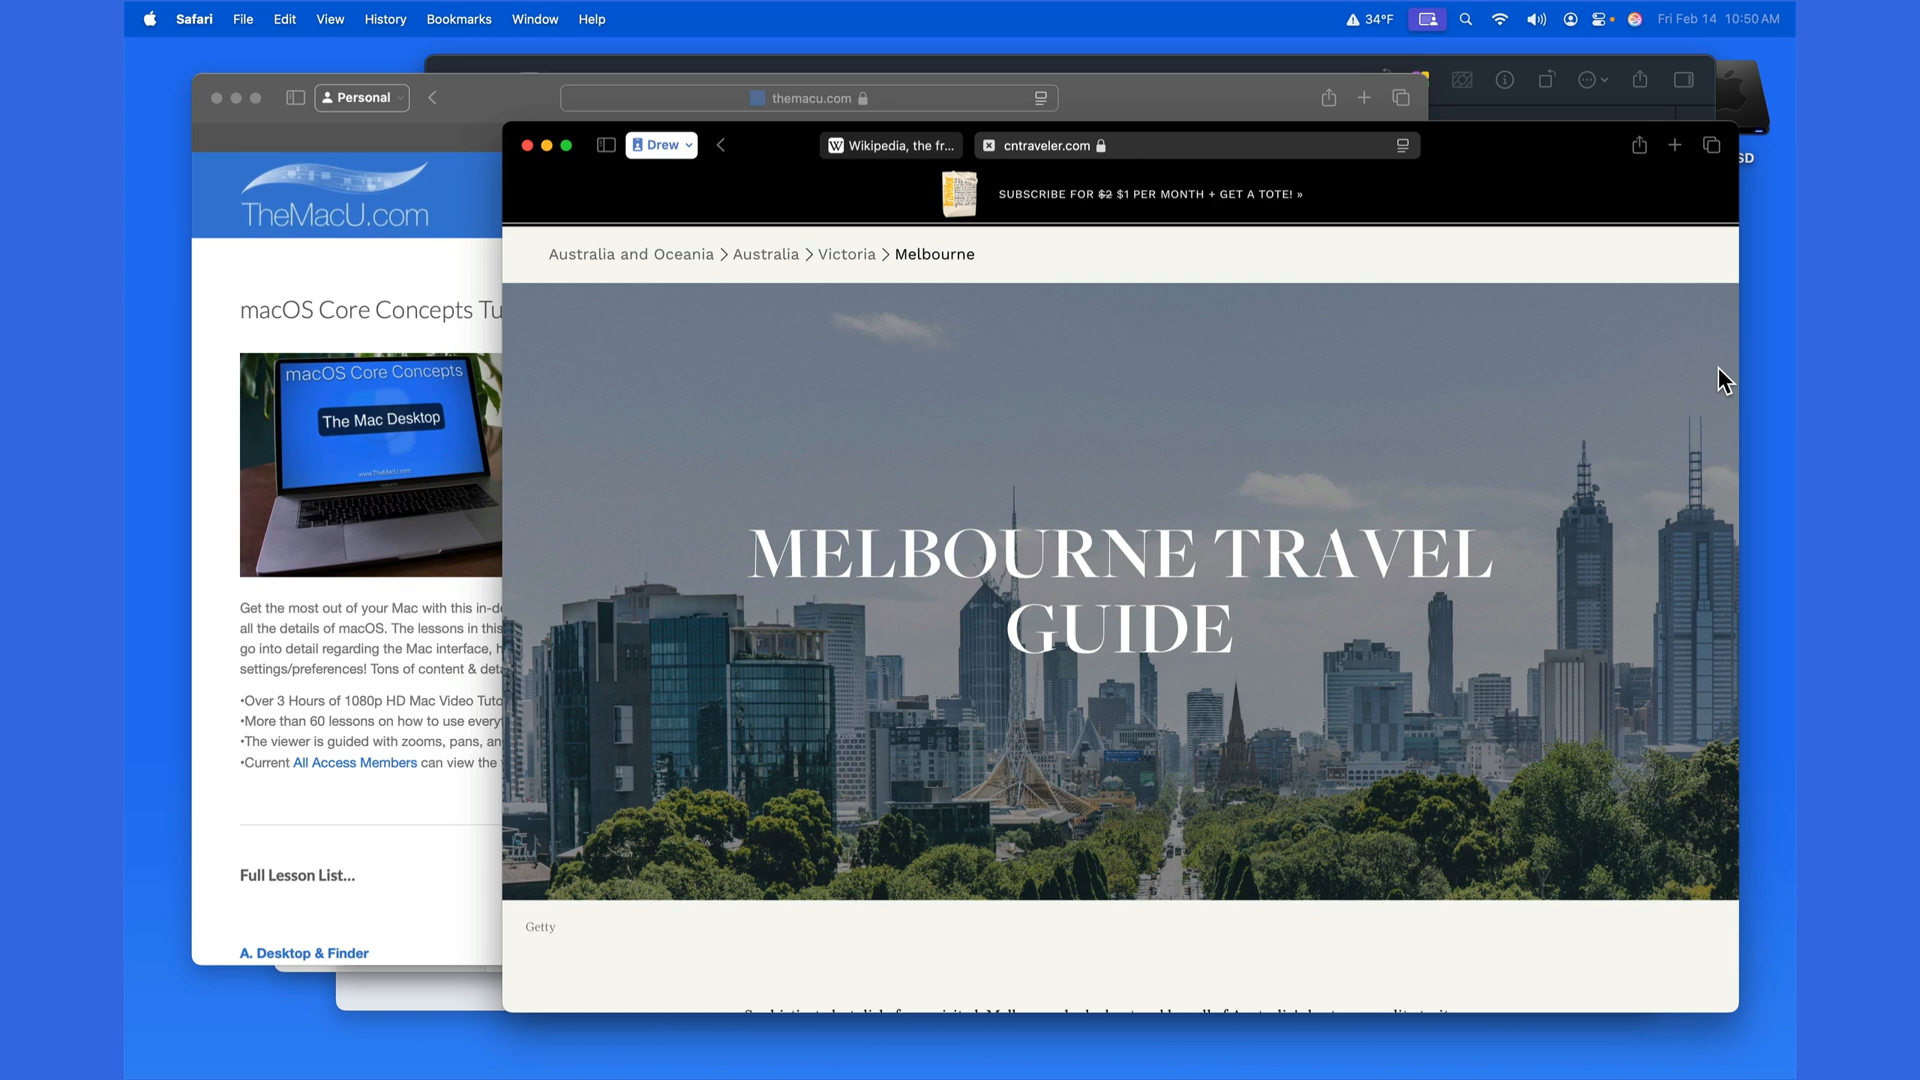 Safari File Edit View History Bookmarks Window Help
34°F
Fri Feb 14 10:50 AM
Personal
themacu.com
SD
Drew
Wikipedia, the fr...
cntraveler.com
SUBSCRIBE FOR $2 $1 PER MONTH + GET A TOTE! »
Australia and Oceania > Australia > Victoria > Melbourne
MELBOURNE TRAVEL
GUIDE
Getty
TheMacU.com
macOS Core Concepts Tu
macOS Core Concepts
The Mac Desktop
www.TheMacU.com
Get the most out of your Mac with this in-de
all the details of macOS. The lessons in this
go into detail regarding the Mac interface, h
settings/preferences! Tons of content & deta
•Over 3 Hours of 1080p HD Mac Video Tuto
•More than 60 lessons on how to use every
•The viewer is guided with zooms, pans, an
•Current All Access Members can view the
Full Lesson List...
A. Desktop & Finder